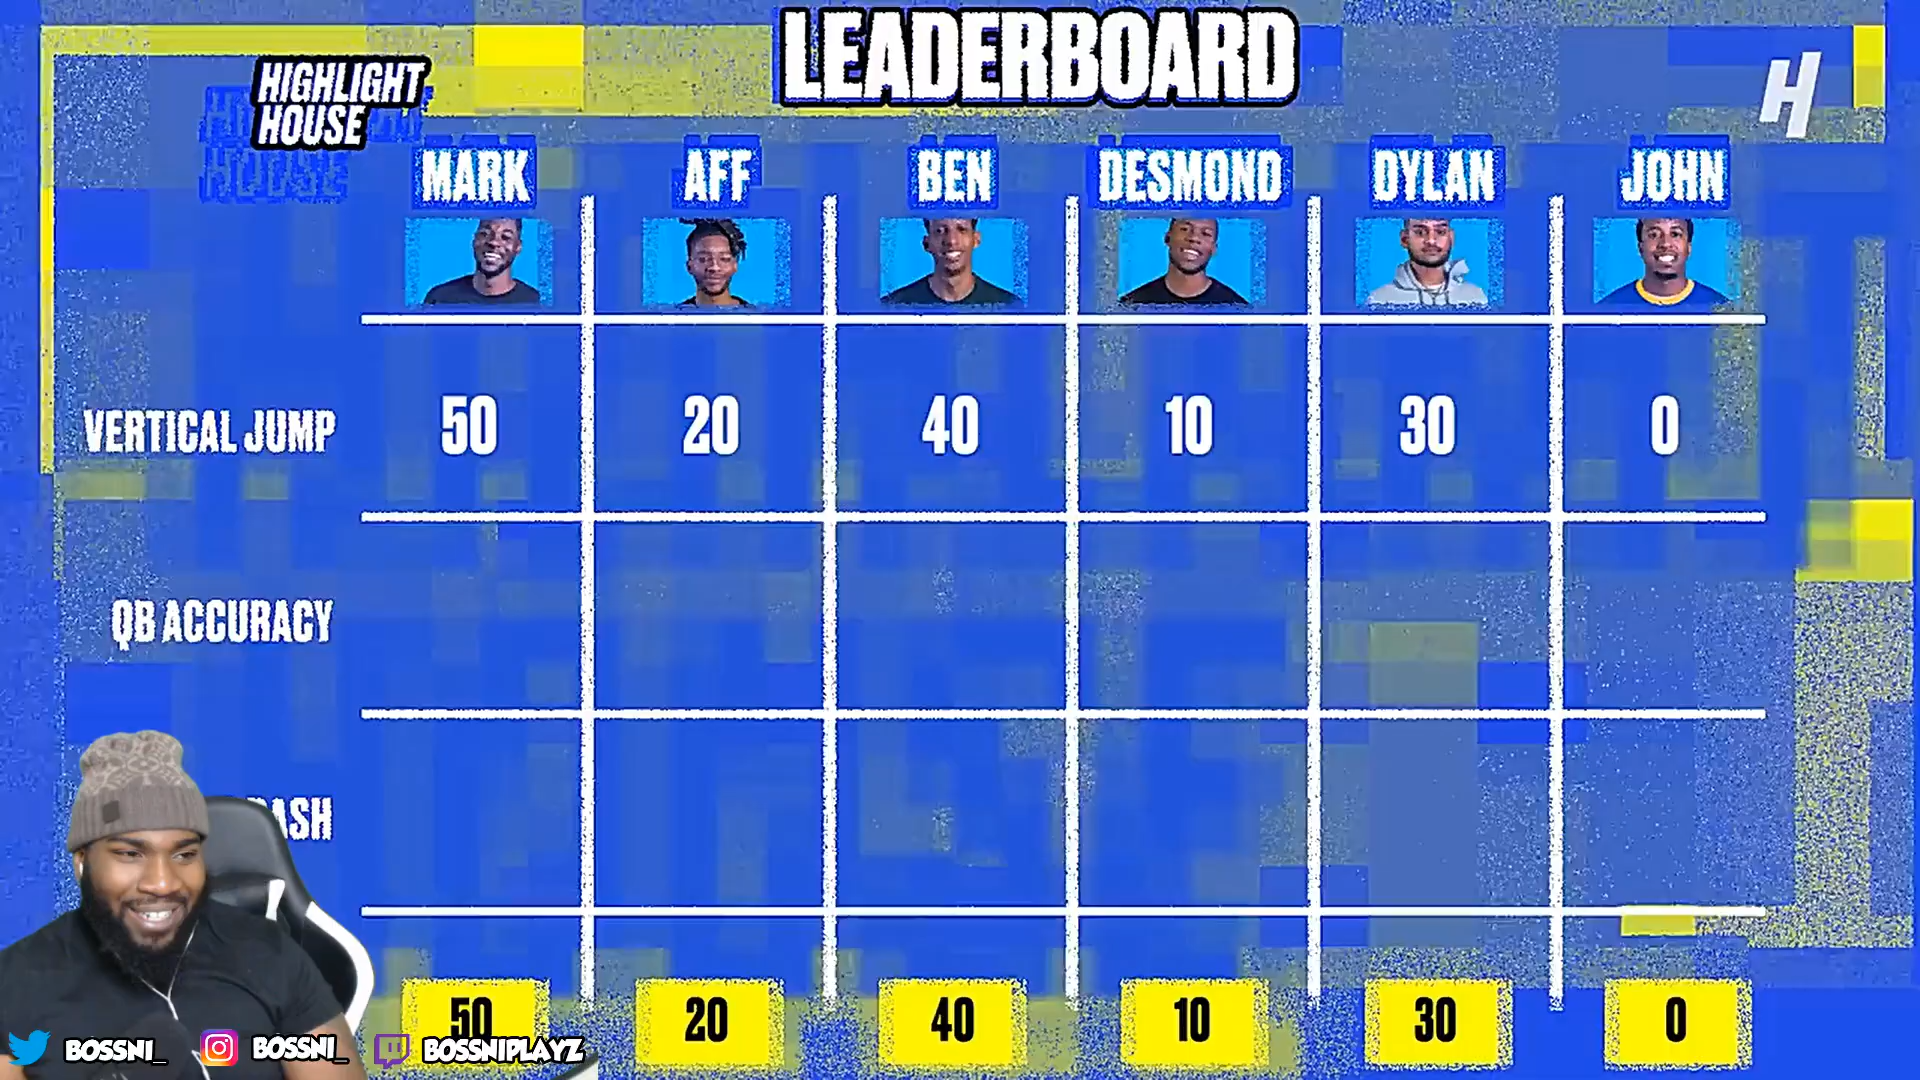 LEADERBOARD
HIGHLIGHT
HOUSE
H
MARK AFF BEN DESMOND DYLAN JOHN
VERTICAL JUMP 50 20 40 10 30 0
QB ACCURACY
50 20 40 10 30 0
BOSSNI_ BOSSNI_ BOSSNIPLAYZ